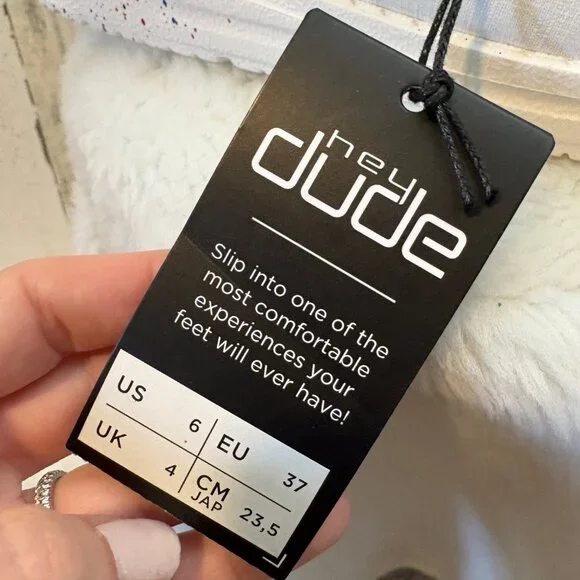 hey
dude
Slip into one of the
most comfortable
experiences your
feet will ever have!
US 6 EU 37
UK 4 CM JAP 23,5